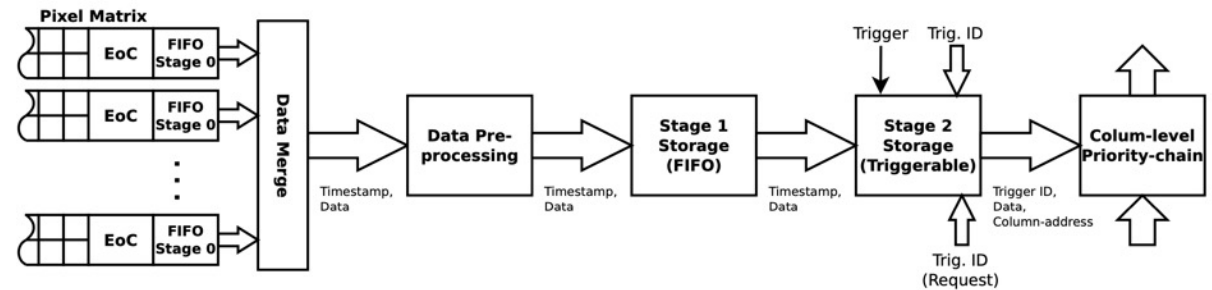 Pixel Matrix
EoC
FIFO
Stage 0
EoC
FIFO
Stage 0
EoC
FIFO
Stage 0
Data Merge
Timestamp,
Data
Data Pre-
processing
Timestamp,
Data
Stage 1
Storage
(FIFO)
Timestamp,
Data
Trigger
Trig. ID
Stage 2
Storage
(Triggerable)
Trig. ID
(Request)
Trigger ID,
Data,
Column-address
Colum-level
Priority-chain